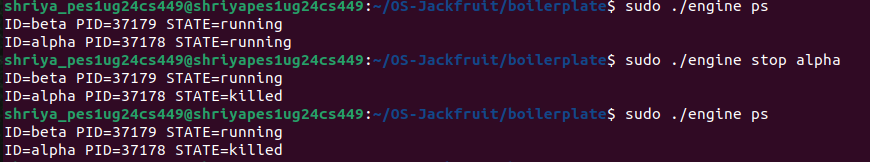 shriya_pes1ug24cs449@shriyapes1ug24cs449:~/OS-Jackfruit/boilerplate$ sudo ./engine ps
ID=beta PID=37179 STATE=running
ID=alpha PID=37178 STATE=running
shriya_pes1ug24cs449@shriyapes1ug24cs449:~/OS-Jackfruit/boilerplate$ sudo ./engine stop alpha
ID=beta PID=37179 STATE=running
ID=alpha PID=37178 STATE=killed
shriya_pes1ug24cs449@shriyapes1ug24cs449:~/OS-Jackfruit/boilerplate$ sudo ./engine ps
ID=beta PID=37179 STATE=running
ID=alpha PID=37178 STATE=killed